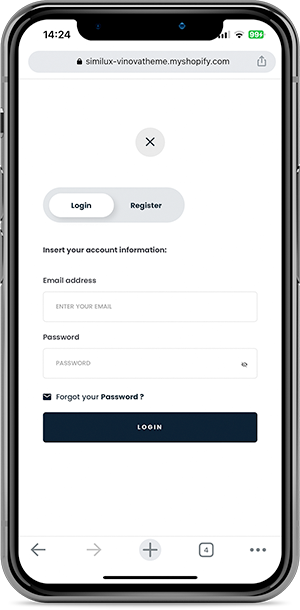 14:24
99+
similux-vinovatheme.myshopify.com
Login
Register
Insert your account information:
Email address
ENTER YOUR EMAIL
Password
PASSWORD
Forgot your Password ?
LOGIN
4